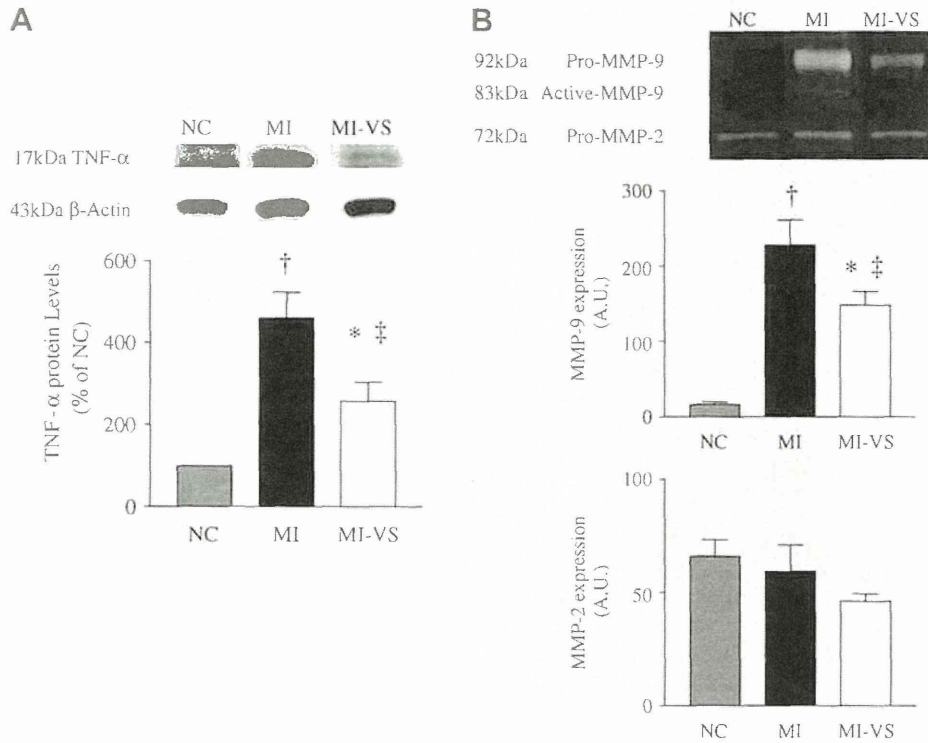 A
NC MI MI-VS
17kDa TNF-α
43kDa β-Actin
TNF-α protein Levels
(% of NC)
600
400
200
0
†
* ‡
NC MI MI-VS
B
NC MI MI-VS
92kDa Pro-MMP-9
83kDa Active-MMP-9
72kDa Pro-MMP-2
MMP-9 expression
(A.U.)
300
200
100
0
†
* ‡
NC MI MI-VS
MMP-2 expression
(A.U.)
100
50
0
NC MI MI-VS